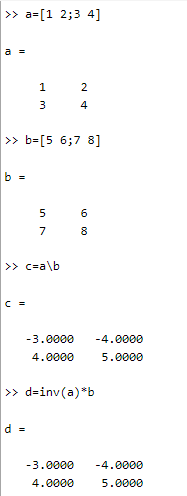 >> a=[1 2;3 4]
a =
1 2
3 4
>> b=[5 6;7 8]
b =
5 6
7 8
>> c=a\b
c =
-3.0000 -4.0000
4.0000 5.0000
>> d=inv(a)*b
d =
-3.0000 -4.0000
4.0000 5.0000